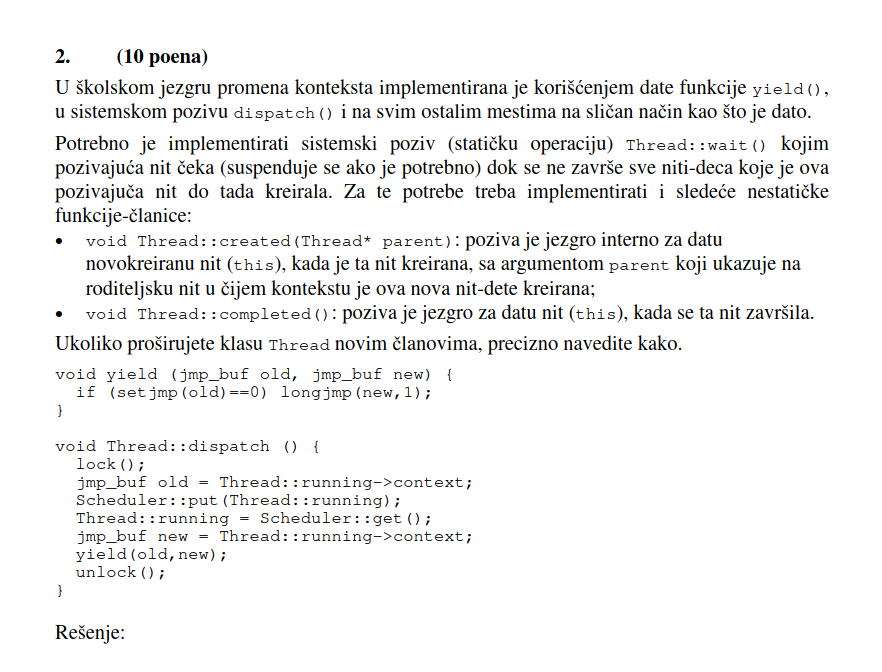 2. (10 poena)
U školskom jezgru promena konteksta implementirana je korišćenjem date funkcije yield(),
u sistemskom pozivu dispatch() i na svim ostalim mestima na sličan način kao što je dato.
Potrebno je implementirati sistemski poziv (statičku operaciju) Thread::wait() kojim
pozivajuća nit čeka (suspenduje se ako je potrebno) dok se ne završe sve niti-deca koje je ova
pozivajuča nit do tada kreirala. Za te potrebe treba implementirati i sledeće nestatičke
funkcije-članice:
• void Thread::created(Thread* parent): poziva je jezgro interno za datu
novokreiranu nit (this), kada je ta nit kreirana, sa argumentom parent koji ukazuje na
roditeljsku nit u čijem kontekstu je ova nova nit-dete kreirana;
• void Thread::completed(): poziva je jezgro za datu nit (this), kada se ta nit završila.
Ukoliko proširujete klasu Thread novim članovima, precizno navedite kako.
void yield (jmp_buf old, jmp_buf new) {
  if (setjmp(old)==0) longjmp(new,1);
}
void Thread::dispatch () {
  lock();
  jmp_buf old = Thread::running->context;
  Scheduler::put(Thread::running);
  Thread::running = Scheduler::get();
  jmp_buf new = Thread::running->context;
  yield(old,new);
  unlock();
}
Rešenje: